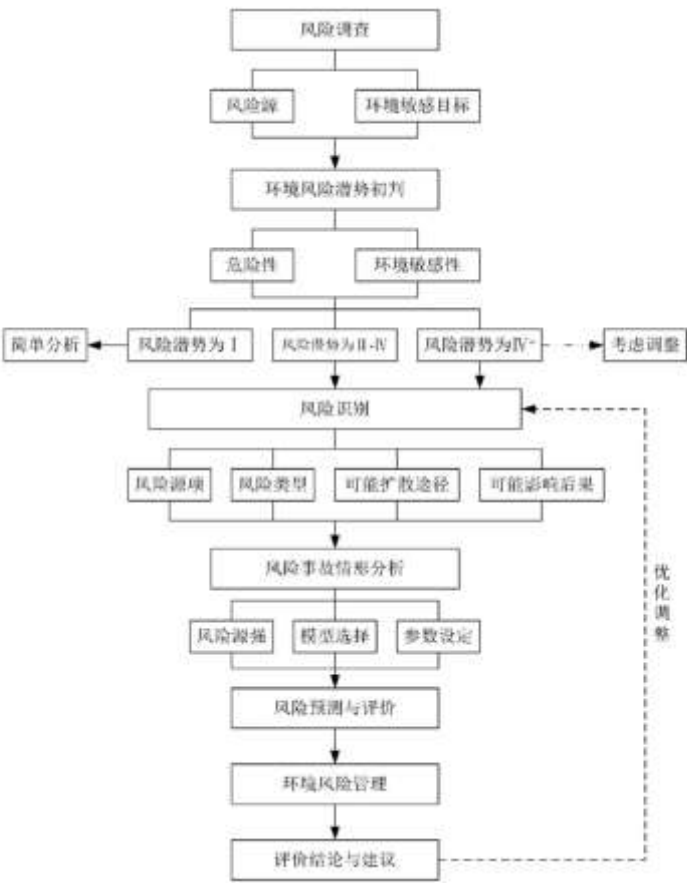 风险调查
风险源
环境敏感目标
环境风险潜势初判
危险性
环境敏感性
简单分析
风险潜势为Ⅰ
风险潜势为Ⅱ-Ⅳ
风险潜势为Ⅳ+
考虑调整
风险识别
风险源项
风险类型
可能扩散途径
可能影响后果
风险事故情形分析
优化调整
风险源强
模型选择
参数设定
风险预测与评价
环境风险管理
评价结论与建议